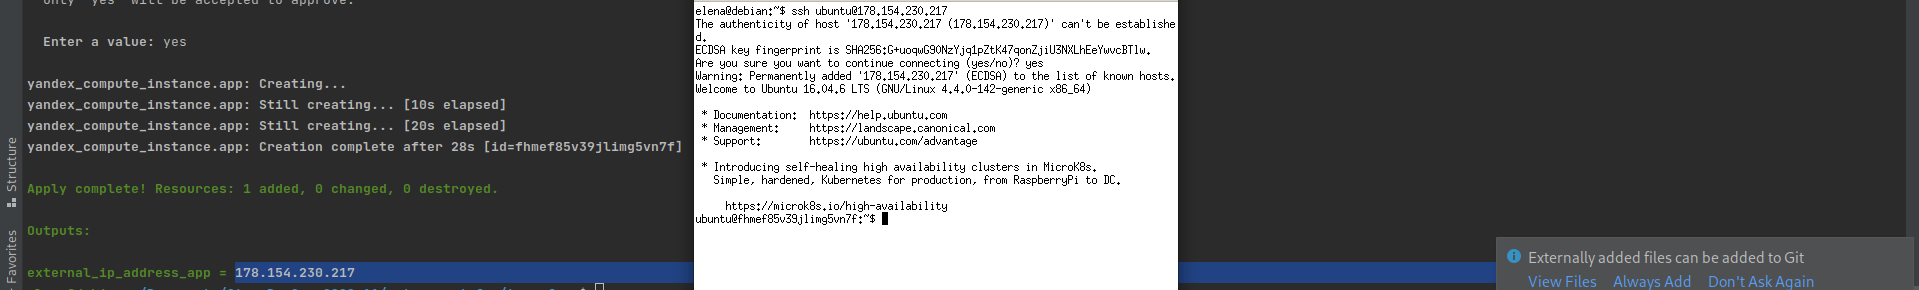 only 'yes' will be accepted to approve.
Enter a value: yes
yandex_compute_instance.app: Creating...
yandex_compute_instance.app: Still creating... [10s elapsed]
yandex_compute_instance.app: Still creating... [20s elapsed]
yandex_compute_instance.app: Creation complete after 28s [id=fhmef85v39jlimg5vn7f]
Apply complete! Resources: 1 added, 0 changed, 0 destroyed.
Outputs:
external_ip_address_app = 178.154.230.217
Structure
Favorites
elena@debian:~$ ssh ubuntu@178.154.230.217
The authenticity of host '178.154.230.217 (178.154.230.217)' can't be establishe
d.
ECDSA key fingerprint is SHA256:G+uoqwG9ONzYjq1pZtK47qonZjiU3NXLhEeYwvcBTlw.
Are you sure you want to continue connecting (yes/no)? yes
Warning: Permanently added '178.154.230.217' (ECDSA) to the list of known hosts.
Welcome to Ubuntu 16.04.6 LTS (GNU/Linux 4.4.0-142-generic x86_64)
* Documentation: https://help.ubuntu.com
* Management: https://landscape.canonical.com
* Support: https://ubuntu.com/advantage
* Introducing self-healing high availability clusters in MicroK8s.
Simple, hardened, Kubernetes for production, from RaspberryPi to DC.
https://microk8s.io/high-availability
ubuntu@fhmef85v39jlimg5vn7f:~$
Externally added files can be added to Git
View Files Always Add Don't Ask Again